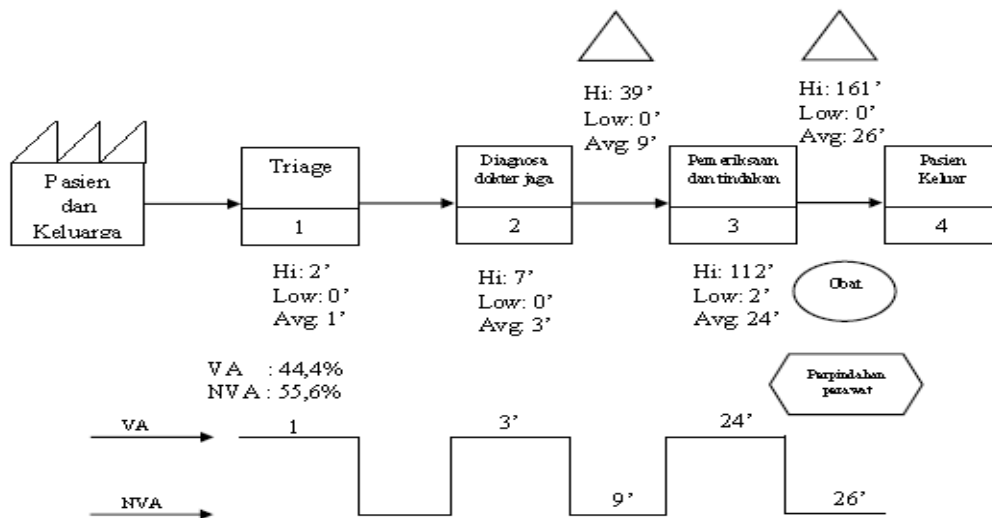 Hi: 39’
Low: 0’
Avg: 9’
Hi: 161’
Low: 0’
Avg: 26’
Pasien
dan
Keluarga
Triage
1
Diagnosa
dokter jaga
2
Pemeriksaan
dan tindakan
3
Pasien
Keluar
4
Hi: 2’
Low: 0’
Avg: 1’
Hi: 7’
Low: 0’
Avg: 3’
Hi: 112’
Low: 2’
Avg: 24’
Obat
Perpindahan
perawat
VA : 44,4%
NVA : 55,6%
VA
1
3’
24’
NVA
9’
26’